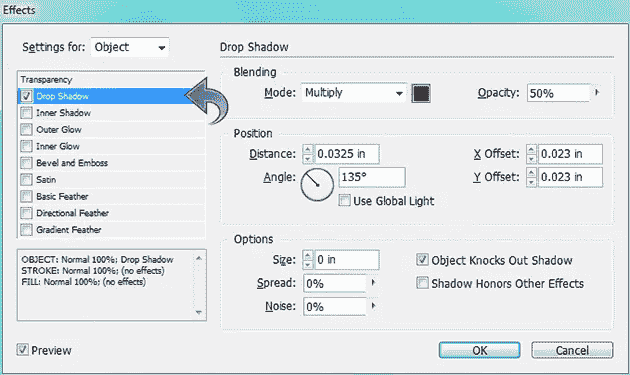 Effects
Settings for: Object
Transparency
Drop Shadow
Inner Shadow
Outer Glow
Inner Glow
Bevel and Emboss
Satin
Basic Feather
Directional Feather
Gradient Feather
OBJECT: Normal 100%; Drop Shadow
STROKE: Normal 100%; (no effects)
FILL: Normal 100%; (no effects)
Preview
Drop Shadow
Blending
Mode: Multiply Opacity: 50%
Position
Distance: 0.0325 in X Offset: 0.023 in
Angle: 135° Y Offset: 0.023 in
Use Global Light
Options
Size: 0 in Object Knocks Out Shadow
Spread: 0% Shadow Honors Other Effects
Noise: 0%
OK Cancel